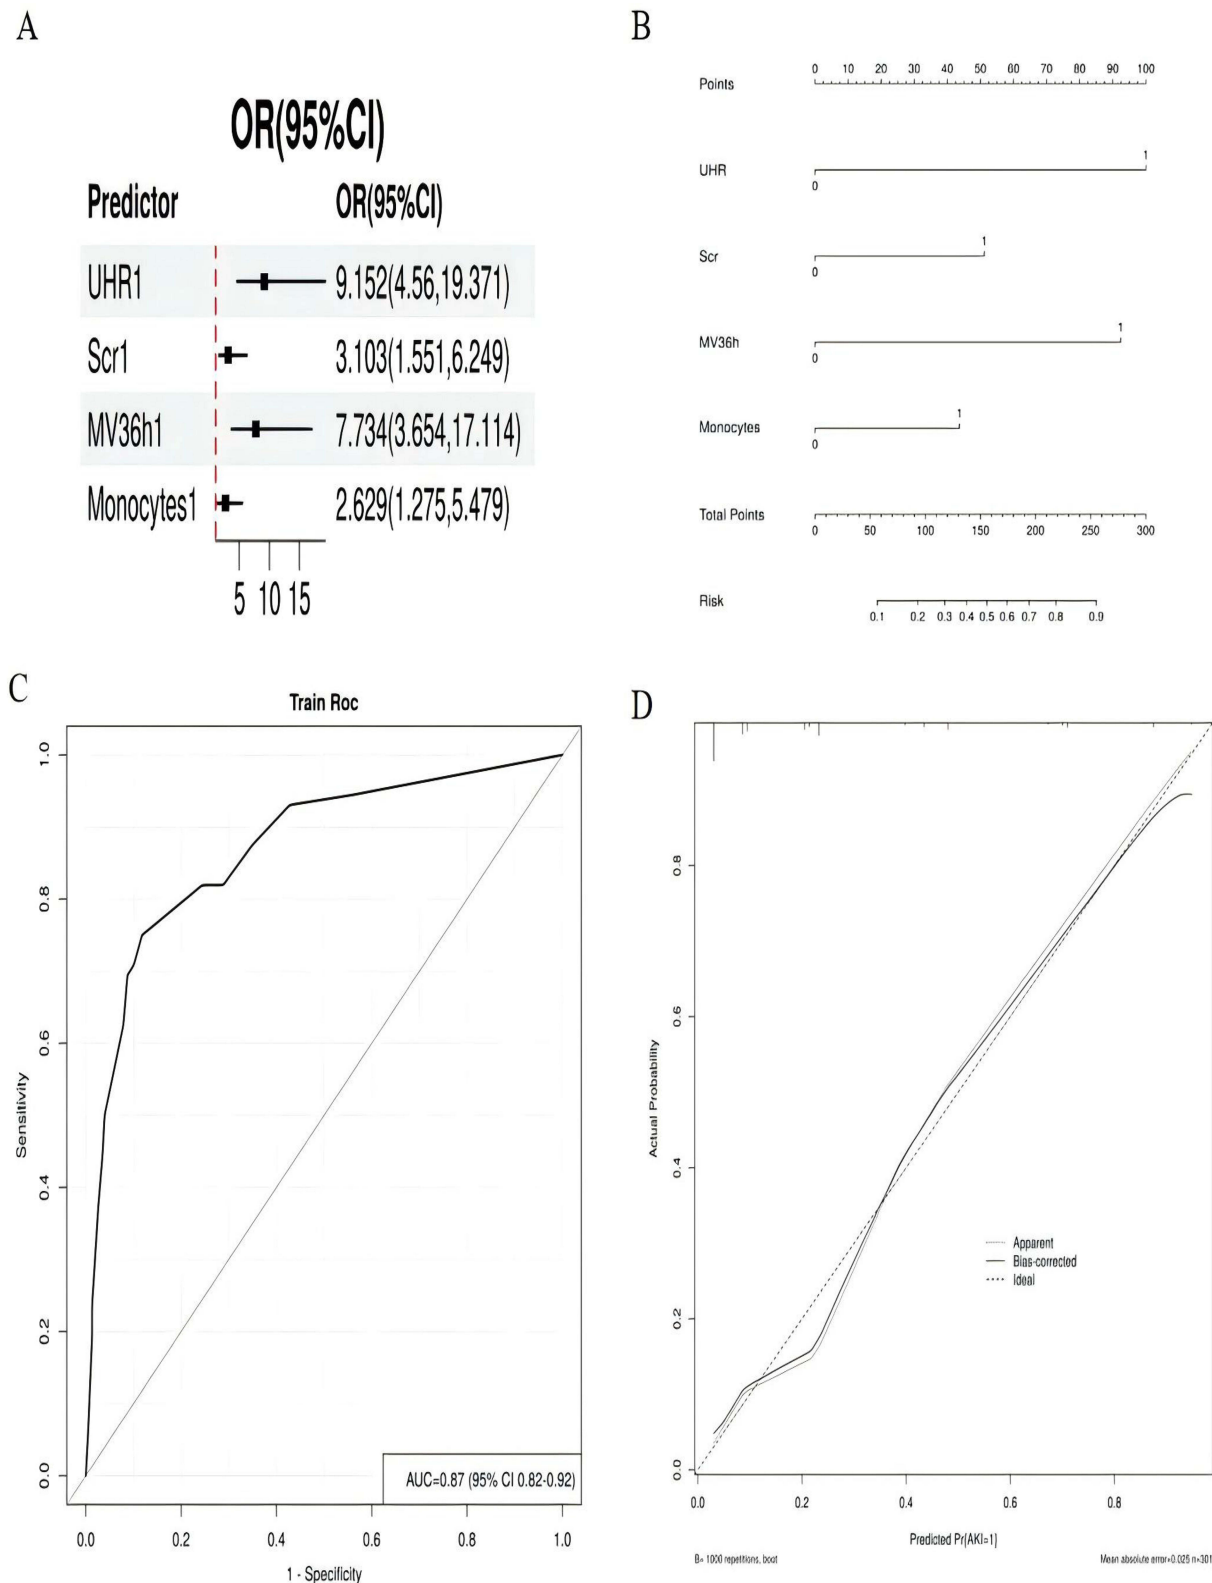 A
OR(95%CI)
Predictor OR(95%CI)
UHR1 9.152(4.56,19.371)
Scr1 3.103(1.551,6.249)
MV36h1 7.734(3.654,17.114)
Monocytes1 2.629(1.275,5.479)
5 10 15
B
0 10 20 30 40 50 60 70 80 90 100
Points
1
UHR
0
1
Scr
0
1
MV36h
0
1
Monocytes
0
Total Points
0 50 100 150 200 250 300
Risk
0.1 0.2 0.3 0.4 0.5 0.6 0.7 0.8 0.9
C
Train Roc
1.0
0.8
0.6
0.4
0.2
0.0
Sensitivity
AUC=0.87 (95% CI 0.82-0.92)
0.0 0.2 0.4 0.6 0.8 1.0
1 - Specificity
D
0.8
0.6
0.4
0.2
0.0
Actual Probability
Apparent
Bias-corrected
Ideal
0.0 0.2 0.4 0.6 0.8
Predicted Pr(AKI=1)
B= 1000 repetitions, boot
Mean absolute error=0.025 n=301